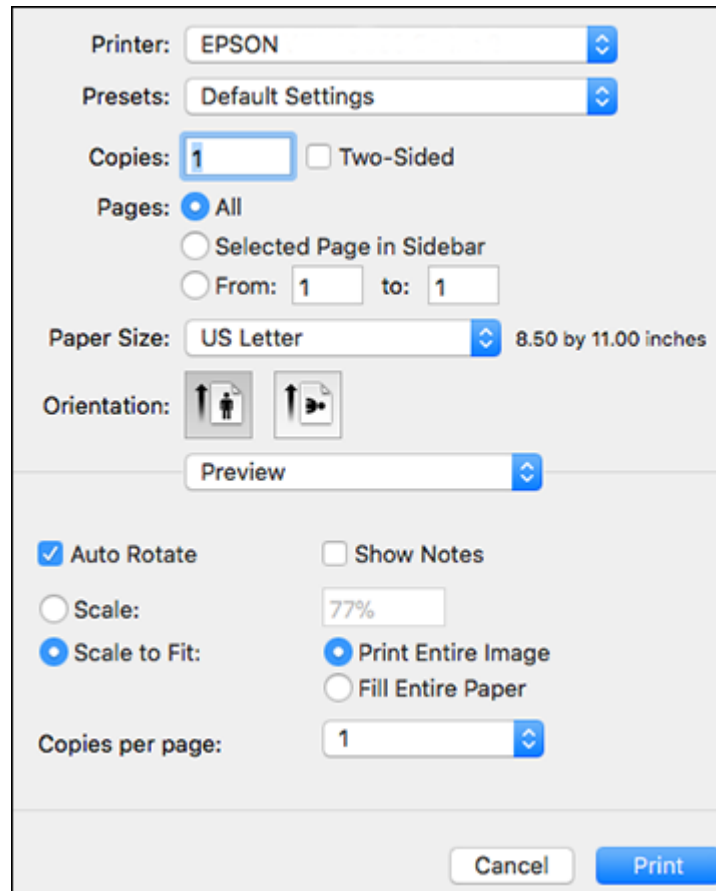 Printer: EPSON
Presets: Default Settings
Copies: 1 Two-Sided
Pages: All
Selected Page in Sidebar
From: 1 to: 1
Paper Size: US Letter 8.50 by 11.00 inches
Orientation:
Preview
Auto Rotate Show Notes
Scale: 77%
Scale to Fit: Print Entire Image
Fill Entire Paper
Copies per page: 1
Cancel Print